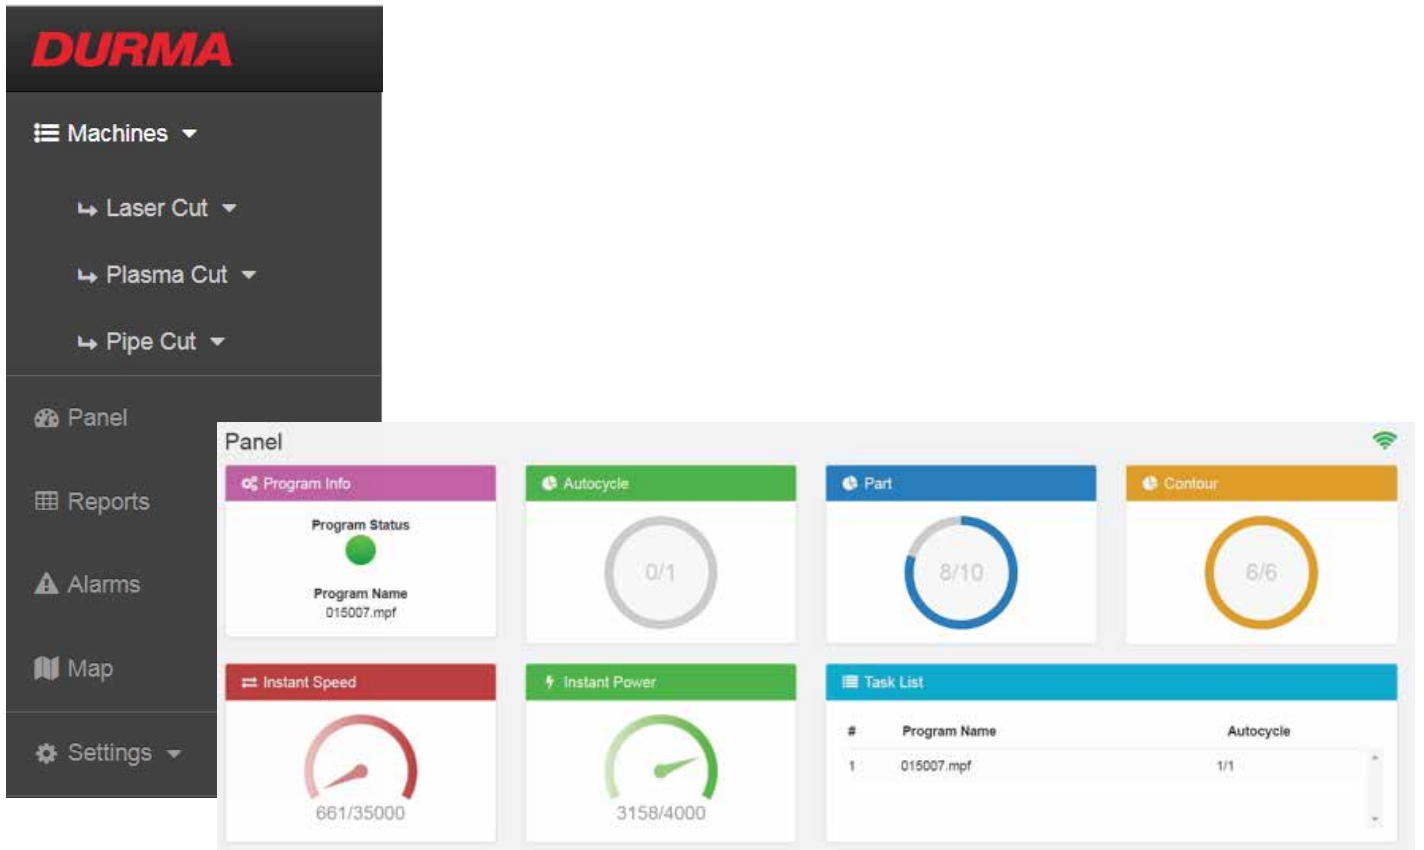 DURMA
Machines
Laser Cut
Plasma Cut
Pipe Cut
Panel
Reports
Alarms
Map
Settings
Panel
Program Info
Program Status
Program Name
015007.mpf
Autocycle
0/1
Part
8/10
Contour
6/6
Instant Speed
661/35000
Instant Power
3158/4000
Task List
# Program Name Autocycle
1 015007.mpf 1/1